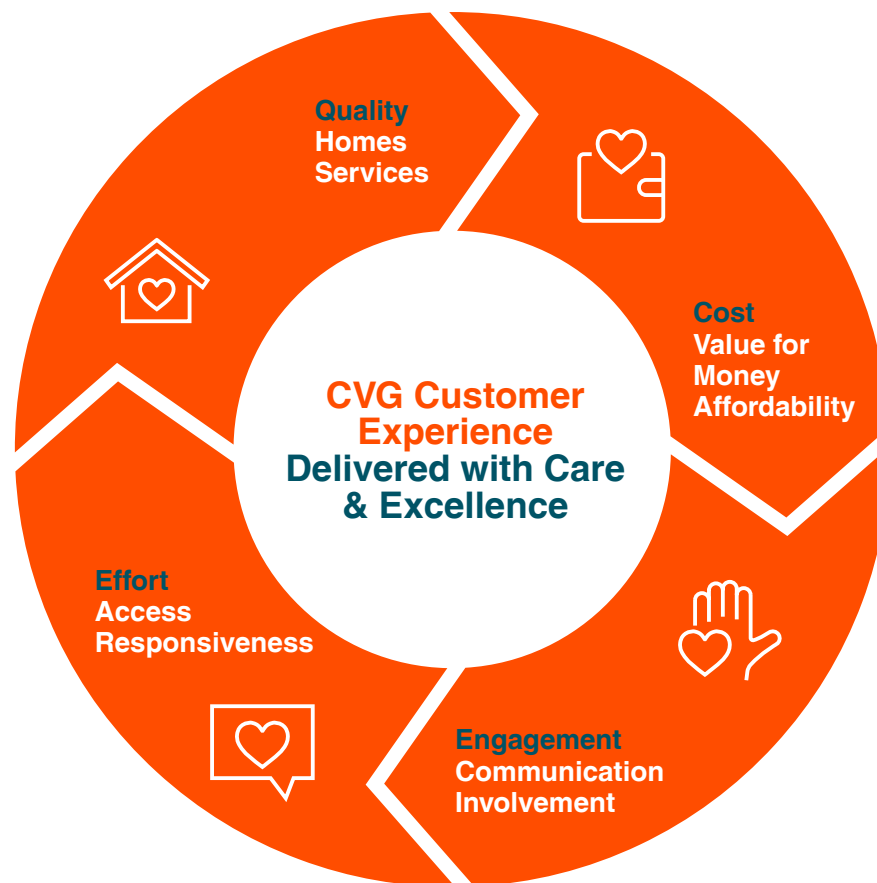 Quality
Homes
Services
Cost
Value for
Money
Affordability
CVG Customer
Experience
Delivered with Care
& Excellence
Effort
Access
Responsiveness
Engagement
Communication
Involvement